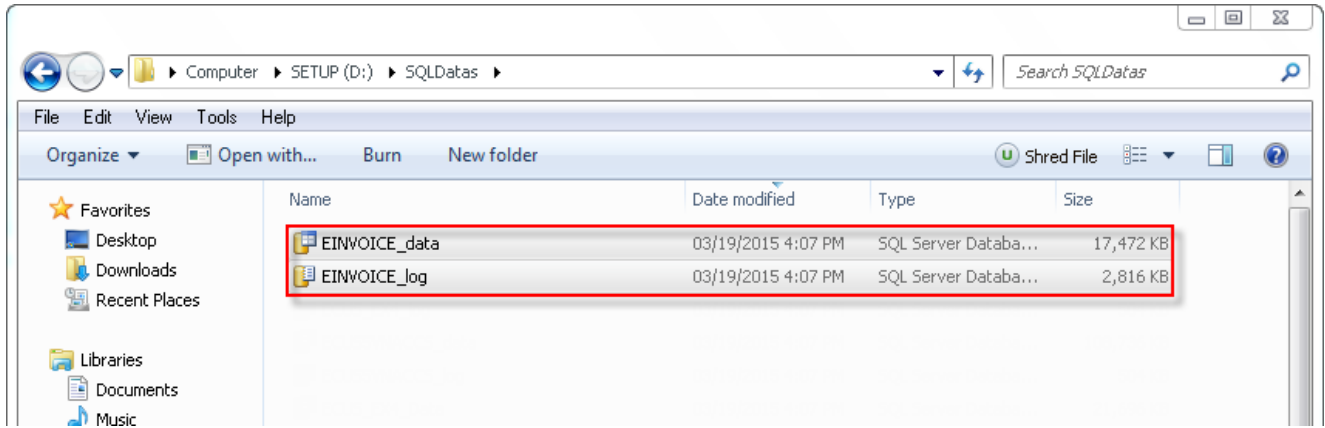 Computer SETUP (D:) SQLDatas Search SQLDatas
File Edit View Tools Help
Organize Open with... Burn New folder U Shred File
Name Date modified Type Size
Favorites
Desktop EINVOICE_data 03/19/2015 4:07 PM SQL Server Databa... 17,472 KB
Downloads EINVOICE_log 03/19/2015 4:07 PM SQL Server Databa... 2,816 KB
Recent Places
Libraries
Documents
Music